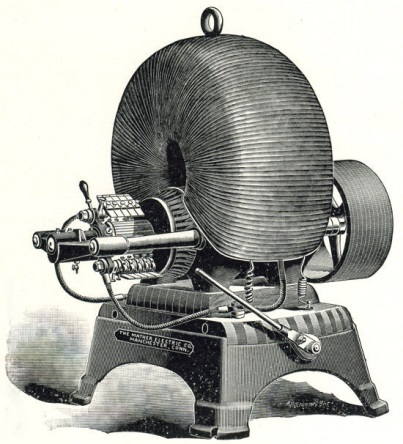 THE MATHER ELECTRIC CO.
MANCHESTER, CONN.